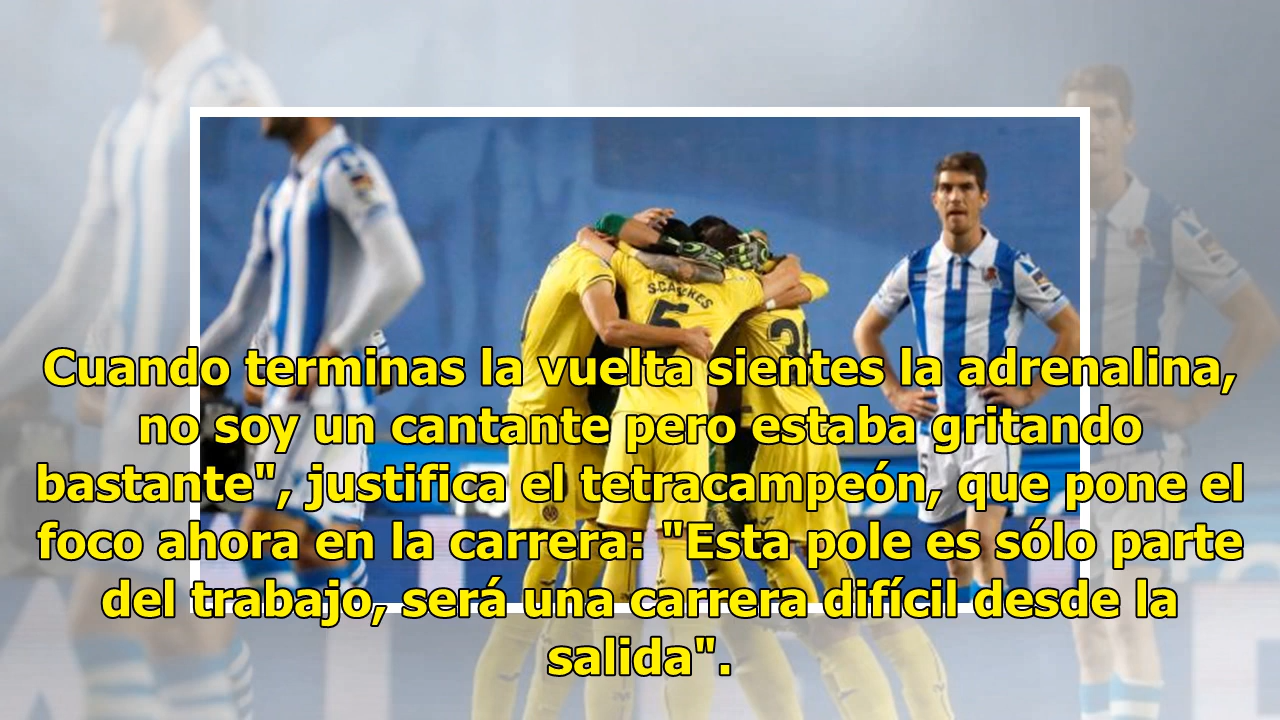 S.CÁCERES
5
Cuando terminas la vuelta sientes la adrenalina,
no soy un cantante pero estaba gritando
bastante", justifica el tetracampeón, que pone el
foco ahora en la carrera: "Esta pole es sólo parte
del trabajo, será una carrera difícil desde la
salida".